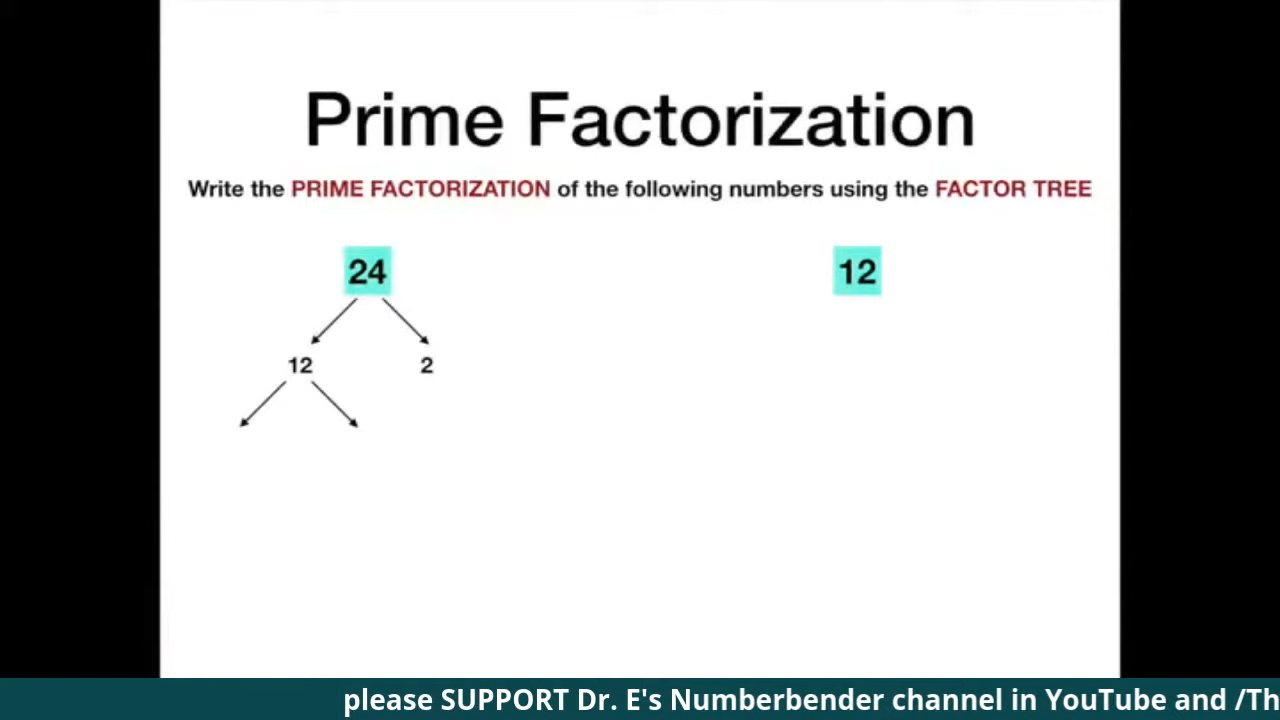 Prime Factorization
Write the PRIME FACTORIZATION of the following numbers using the FACTOR TREE
24 12
12 2
please SUPPORT Dr. E's Numberbender channel in YouTube and /Th